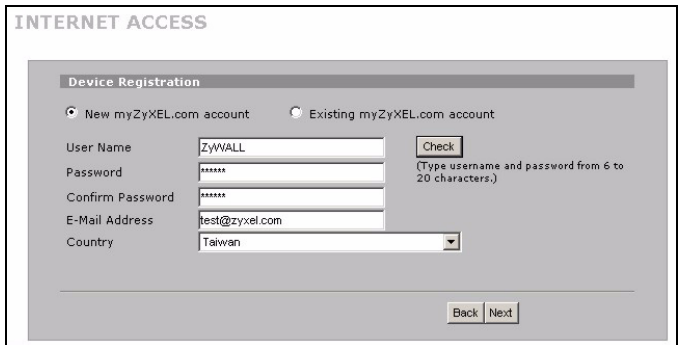 INTERNET ACCESS
Device Registration
New myZyXEL.com account Existing myZyXEL.com account
User Name ZyWALL Check
(Type username and password from 6 to
20 characters.)
Password ******
Confirm Password ******
E-Mail Address test@zyxel.com
Country Taiwan
Back Next